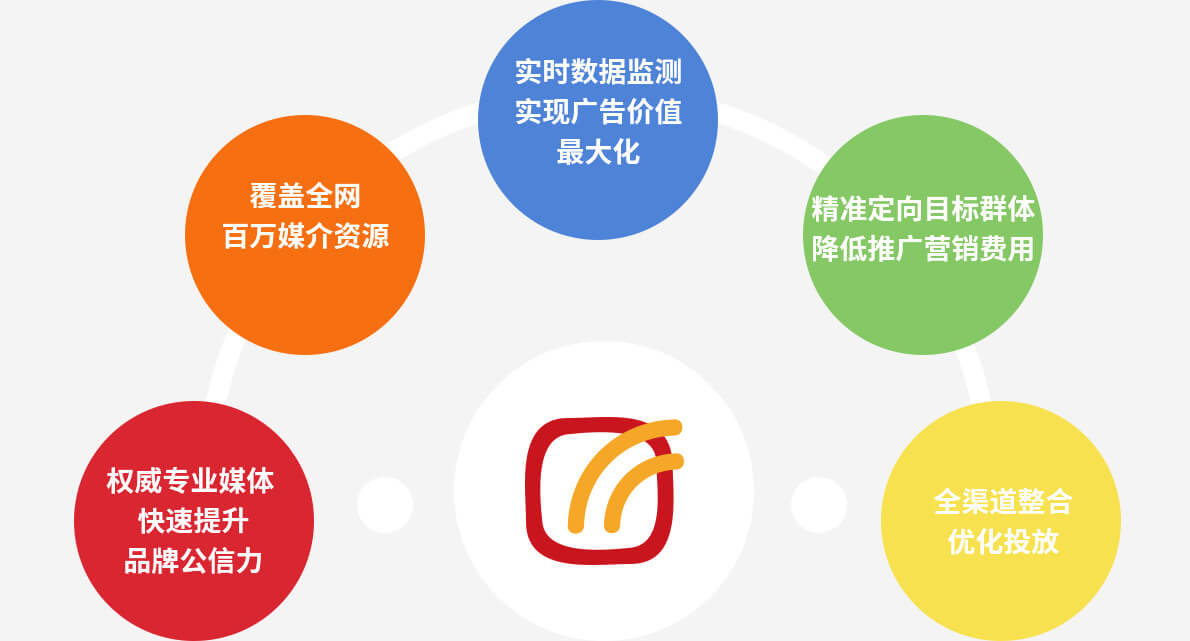 实时数据监测
实现广告价值
最大化
覆盖全网
百万媒介资源
精准定向目标群体
降低推广营销费用
权威专业媒体
快速提升
品牌公信力
全渠道整合
优化投放